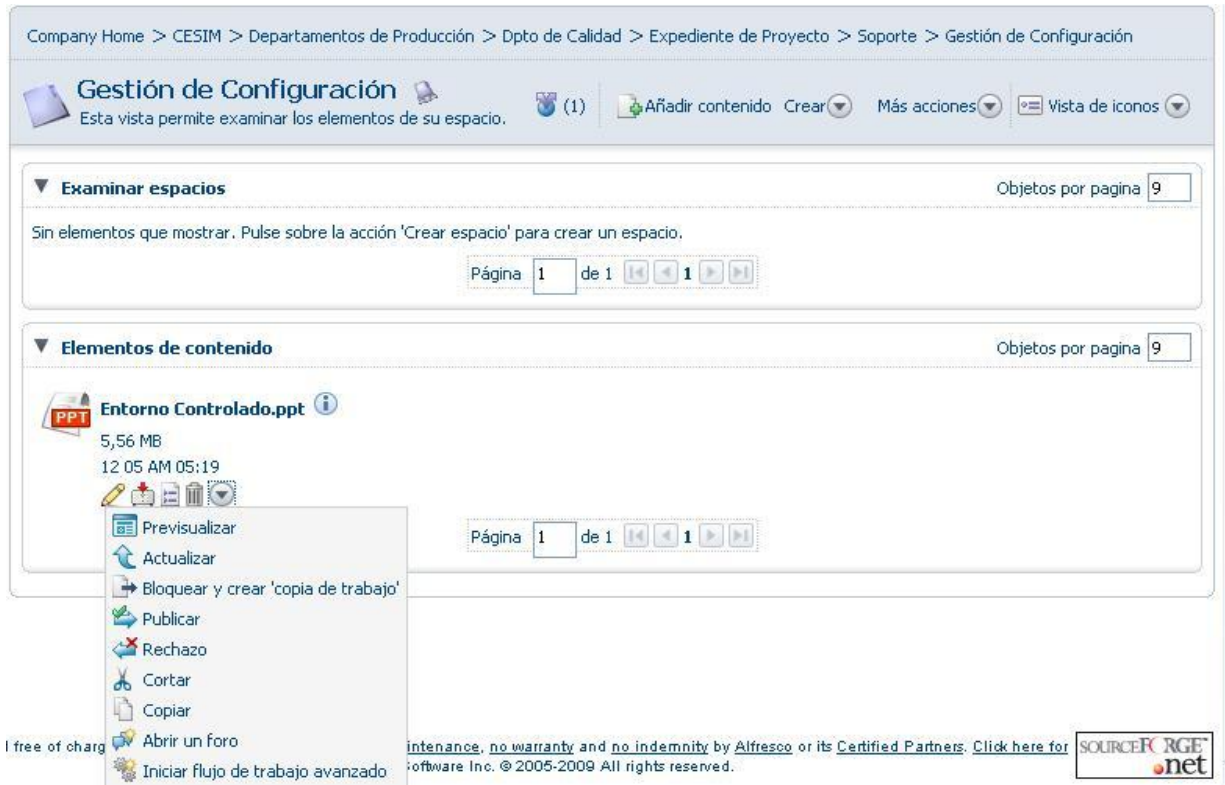 Company Home > CESIM > Departamentos de Producción > Dpto de Calidad > Expediente de Proyecto > Soporte > Gestión de Configuración
Gestión de Configuración
Esta vista permite examinar los elementos de su espacio.
(1) Añadir contenido Crear Más acciones Vista de iconos
Examinar espacios Objetos por pagina 9
Sin elementos que mostrar. Pulse sobre la acción 'Crear espacio' para crear un espacio.
Página 1 de 1 1
Elementos de contenido Objetos por pagina 9
PPT Entorno Controlado.ppt
5,56 MB
12 05 AM 05:19
Previsualizar
Página 1 de 1 1
Actualizar
Bloquear y crear 'copia de trabajo'
Publicar
Rechazo
Cortar
Copiar
Abrir un foro
Iniciar flujo de trabajo avanzado
free of charg
intenance, no warranty and no indemnity by Alfresco or its Certified Partners. Click here for
oftware Inc. © 2005-2009 All rights reserved.
SOURCEFORGE
.net